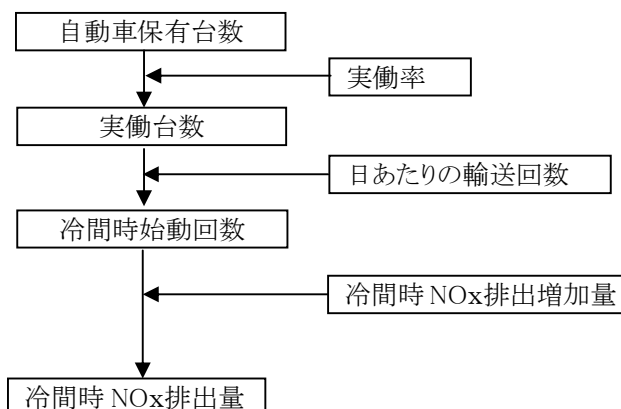 自動車保有台数
実働率
実働台数
日あたりの輸送回数
冷間時始動回数
冷間時 NOx排出増加量
冷間時 NOx排出量